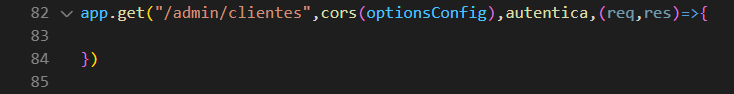 82 app.get("/admin/clientes",cors(optionsConfig),autentica,(req,res)=>{
83
84 })
85